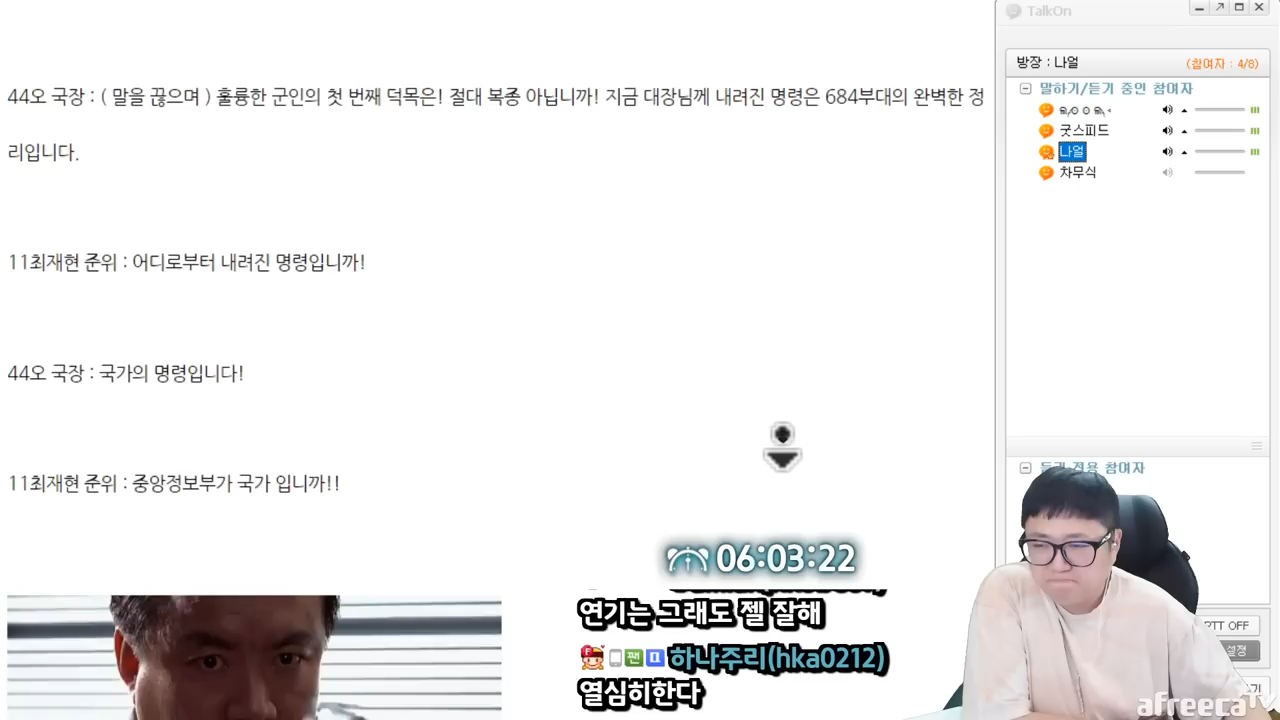 44오 국장 : ( 말을 끊으며 ) 훌륭한 군인의 첫 번째 덕목은! 절대 복종 아닙니까! 지금 대장님께 내려진 명령은 684부대의 완벽한 정
리입니다.
11최재현 준위 : 어디로부터 내려진 명령입니까!
44오 국장 : 국가의 명령입니다!
11최재현 준위 : 중앙정보부가 국가 입니까!!
06:03:22
연기는 그래도 젤 잘해
팬 하나주리(hka0212)
열심히한다
TalkOn
방장 : 나얼
(참여자 : 4/8)
말하기/듣기 중인 참여자
굿스피드
나얼
차무식
듣기 전용 참여자
PTT OFF
설정
afreecaTV